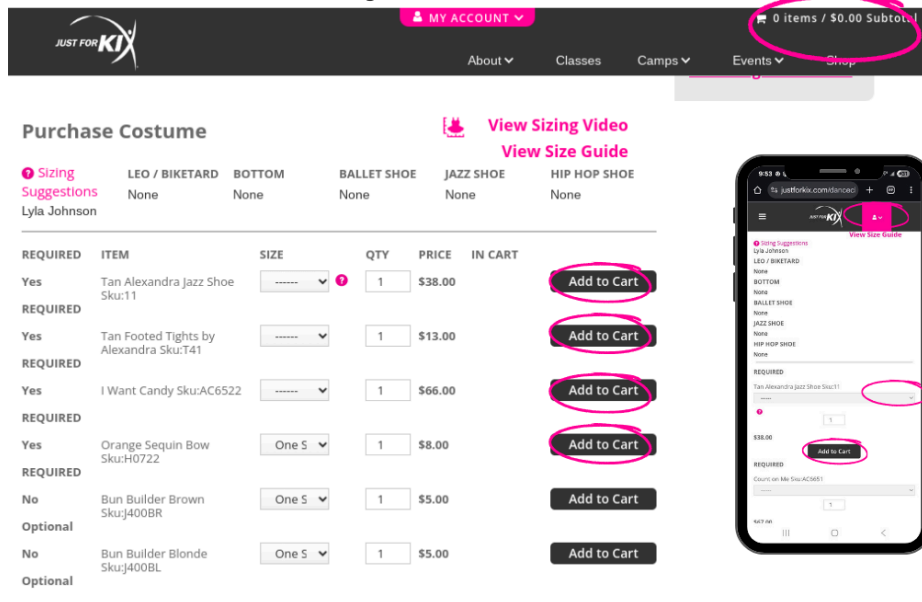 MY ACCOUNT
0 items / $0.00 Subtotal
JUST FOR KIX
About
Classes
Camps
Events
Shop
Purchase Costume
View Sizing Video
View Size Guide
Sizing Suggestions
Lyla Johnson
LEO / BIKETARD BOTTOM BALLET SHOE JAZZ SHOE HIP HOP SHOE
None None None None None
REQUIRED ITEM SIZE QTY PRICE IN CART
Yes Tan Alexandra Jazz Shoe ------ 1 $38.00 Add to Cart
Sku:11
REQUIRED
Yes Tan Footed Tights by ------ 1 $13.00 Add to Cart
Alexandra Sku:T41
REQUIRED
Yes I Want Candy Sku:AC6522 ------ 1 $66.00 Add to Cart
REQUIRED
Yes Orange Sequin Bow One S 1 $8.00 Add to Cart
Sku:H0722
REQUIRED
No Bun Builder Brown One S 1 $5.00 Add to Cart
Sku:J400BR
Optional
No Bun Builder Blonde One S 1 $5.00 Add to Cart
Sku:J400BL
Optional
9:53
justforkix.com/dancecl
JUST FOR KIX
View Size Guide
Sizing Suggestions
Lyla Johnson
LEO / BIKETARD
None
BOTTOM
None
BALLET SHOE
None
JAZZ SHOE
None
HIP HOP SHOE
None
REQUIRED
Tan Alexandra Jazz Shoe Sku:11
-----
1
$38.00
Add to Cart
REQUIRED
Count on Me Sku:AC6651
-----
1
$67.00